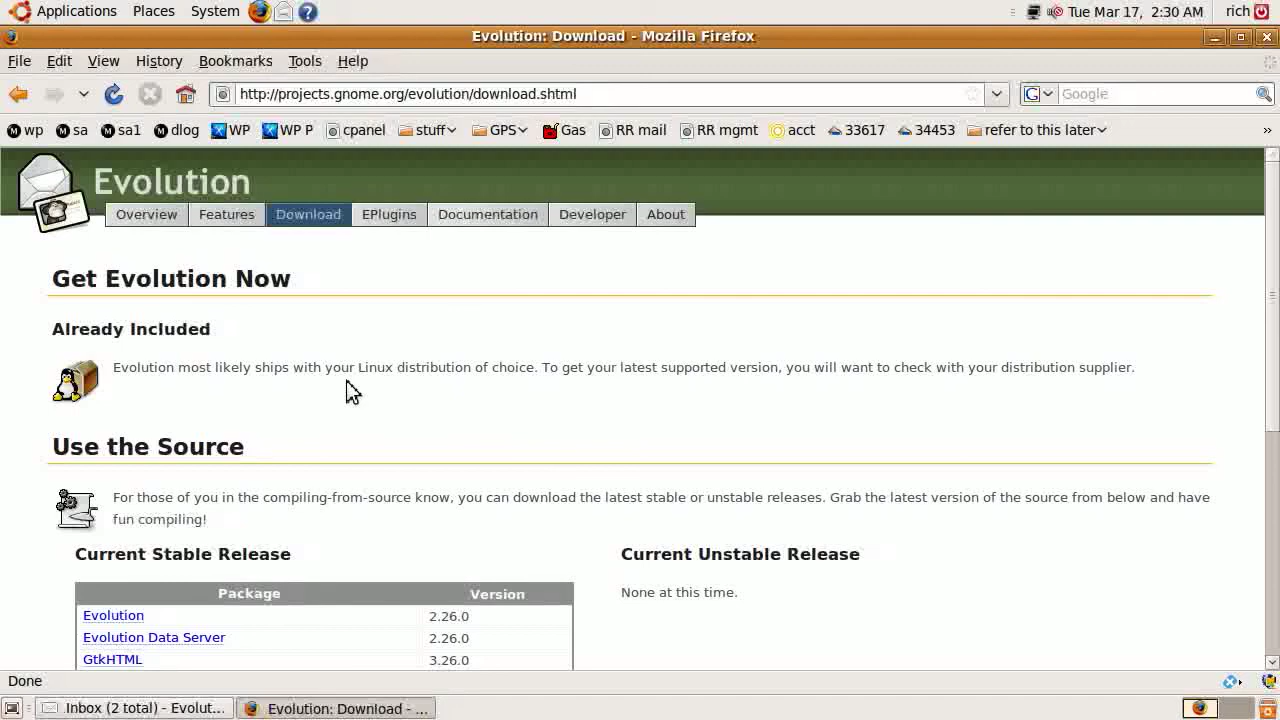 Applications Places System Tue Mar 17, 2:30 AM rich
Evolution: Download - Mozilla Firefox
File Edit View History Bookmarks Tools Help
http://projects.gnome.org/evolution/download.shtml Google
wp sa sa1 dlog WP WP P cpanel stuff GPS Gas RR mail RR mgmt acct 33617 34453 refer to this later »
Evolution
Overview Features Download EPlugins Documentation Developer About
Get Evolution Now
Already Included
Evolution most likely ships with your Linux distribution of choice. To get your latest supported version, you will want to check with your distribution supplier.
Use the Source
For those of you in the compiling-from-source know, you can download the latest stable or unstable releases. Grab the latest version of the source from below and have
fun compiling!
Current Stable Release Current Unstable Release
Package Version
None at this time.
Evolution 2.26.0
Evolution Data Server 2.26.0
GtkHTML 3.26.0
Done
Inbox (2 total) - Evolut... Evolution: Download - ...